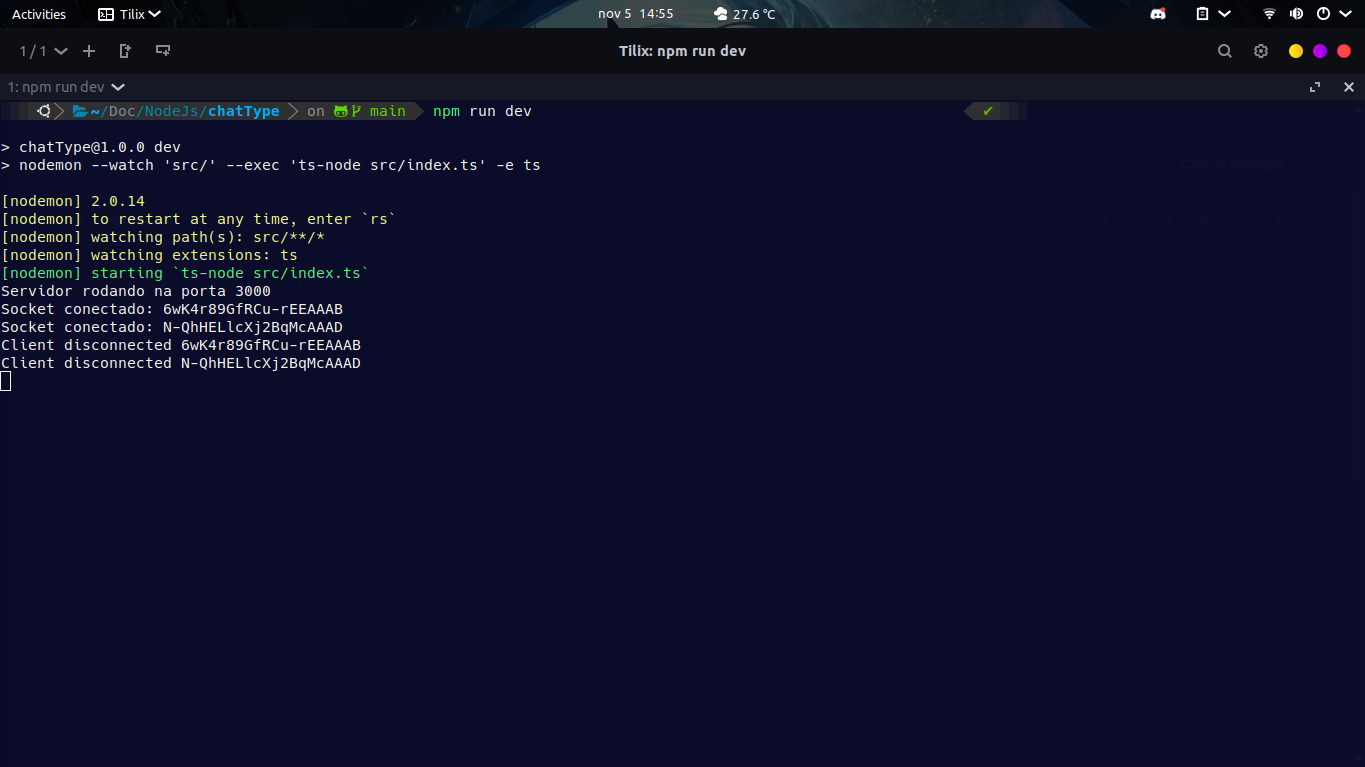 Activities Tilix nov 5 14:55 27.6 °C
1 / 1 Tilix: npm run dev
1: npm run dev
~/Doc/NodeJs/chatType on main npm run dev ✔
> chatType@1.0.0 dev
> nodemon --watch 'src/' --exec 'ts-node src/index.ts' -e ts
[nodemon] 2.0.14
[nodemon] to restart at any time, enter `rs`
[nodemon] watching path(s): src/**/*
[nodemon] watching extensions: ts
[nodemon] starting `ts-node src/index.ts`
Servidor rodando na porta 3000
Socket conectado: 6wK4r89GfRCu-rEEAAAB
Socket conectado: N-QhHELlcXj2BqMcAAAD
Client disconnected 6wK4r89GfRCu-rEEAAAB
Client disconnected N-QhHELlcXj2BqMcAAAD